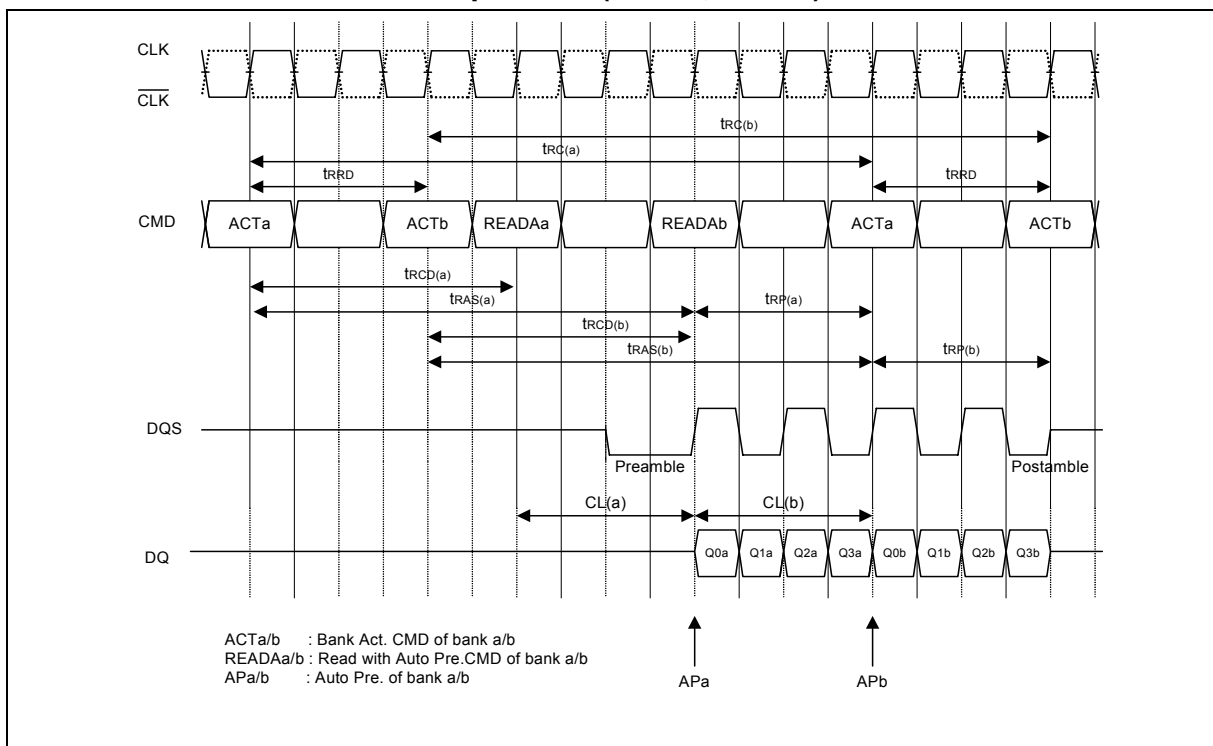 CLK
CLK
tRC(b)
tRC(a)
tRRD tRRD
CMD ACTa ACTb READAa READAb ACTa ACTb
tRCD(a)
tRAS(a) tRP(a)
tRCD(b)
tRAS(b) tRP(b)
DQS
Preamble Postamble
CL(a) CL(b)
DQ Q0a Q1a Q2a Q3a Q0b Q1b Q2b Q3b
ACTa/b : Bank Act. CMD of bank a/b
READAa/b : Read with Auto Pre.CMD of bank a/b
APa/b : Auto Pre. of bank a/b
APa APb